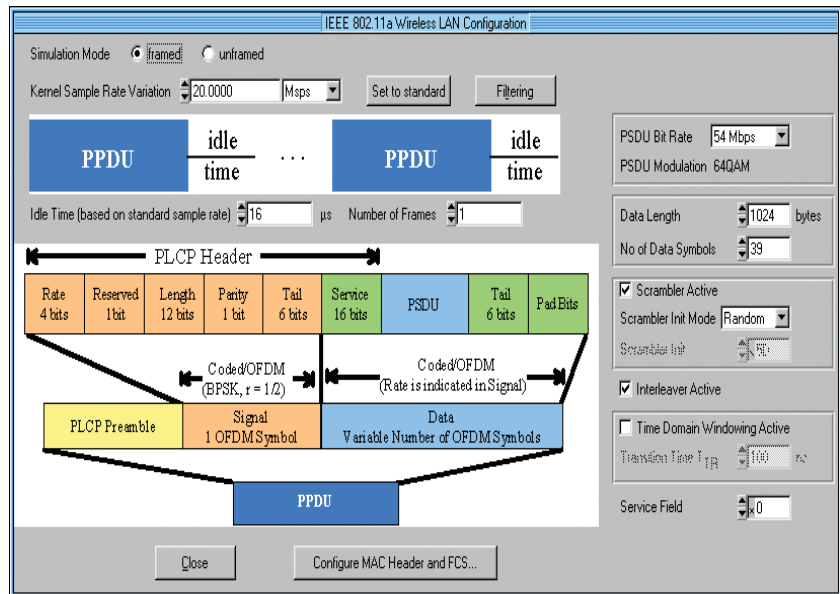 IEEE 802.11a Wireless LAN Configuration
Simulation Mode framed unframed
Kernel Sample Rate Variation 20.0000 Msps Set to standard Filtering
PPDU idle time ... PPDU idle time
Idle Time (based on standard sample rate) 16 µs Number of Frames 1
PSDU Bit Rate 54 Mbps
PSDU Modulation 64QAM
Data Length 1024 bytes
No of Data Symbols 39
Scrambler Active
Scrambler Init Mode Random
Scrambler Init
Interleaver Active
Time Domain Windowing Active
Transition Time T TR 100
Service Field x0
PLCP Header
Rate 4 bits
Reserved 1bit
Length 12 bits
Parity 1 bit
Tail 6 bits
Service 16 bits
PSDU
Tail 6 bits
Pad Bits
Coded/OFDM
(BPSK, r = 1/2)
Coded/OFDM
(Rate is indicated in Signal)
PLCP Preamble
Signal
1 OFDM Symbol
Data
Variable Number of OFDM Symbols
PPDU
Close Configure MAC Header and FCS...